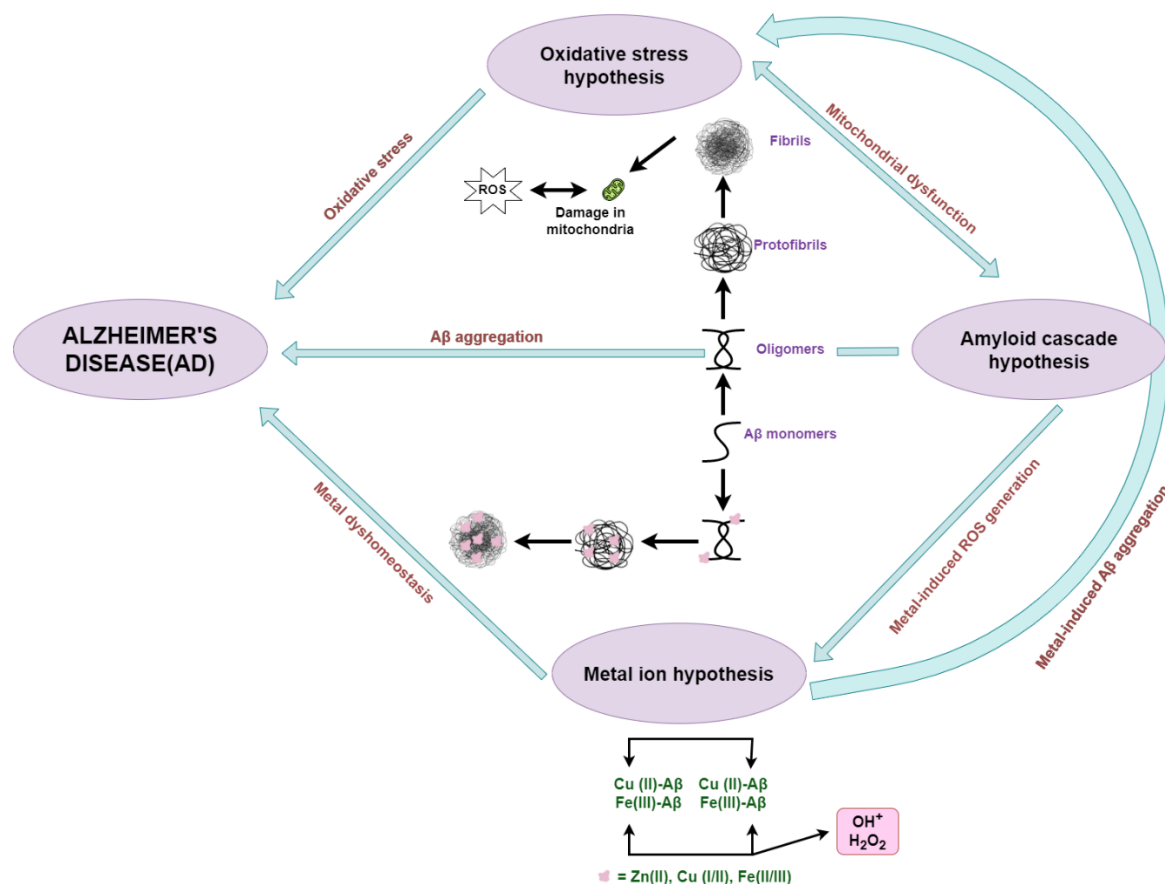 Oxidative stress
hypothesis
Mitochondrial dysfunction
Oxidative stress
Fibrils
ROS
Damage in
mitochondria
Protofibrils
ALZHEIMER'S
DISEASE(AD)
Aβ aggregation
Oligomers
Amyloid cascade
hypothesis
Aβ monomers
Metal dyshomeostasis
Metal-induced ROS generation
Metal-induced Aβ aggregation
Metal ion hypothesis
Cu (II)-Aβ Cu (II)-Aβ
Fe(III)-Aβ Fe(III)-Aβ
OH⁺
H₂O₂
= Zn(II), Cu (I/II), Fe(II/III)